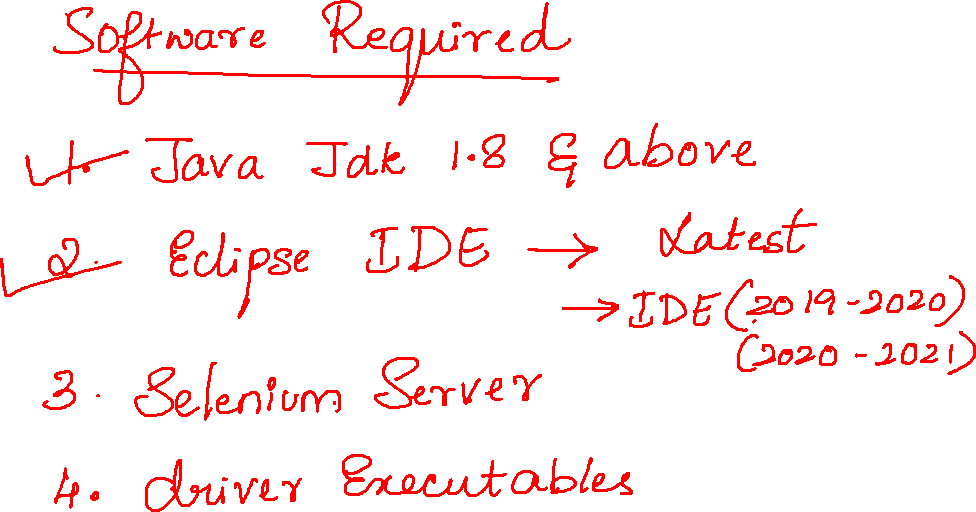 Software Required
1. Java Jdk 1.8 & above
2. Eclipse IDE → Latest
→ IDE (2019-2020)
(2020-2021)
3. Selenium Server
4. driver Executables